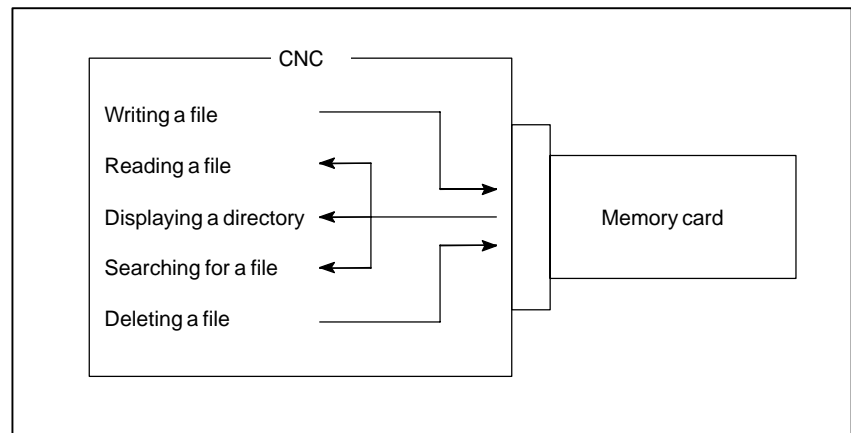 CNC
Writing a file
Reading a file
Displaying a directory
Memory card
Searching for a file
Deleting a file